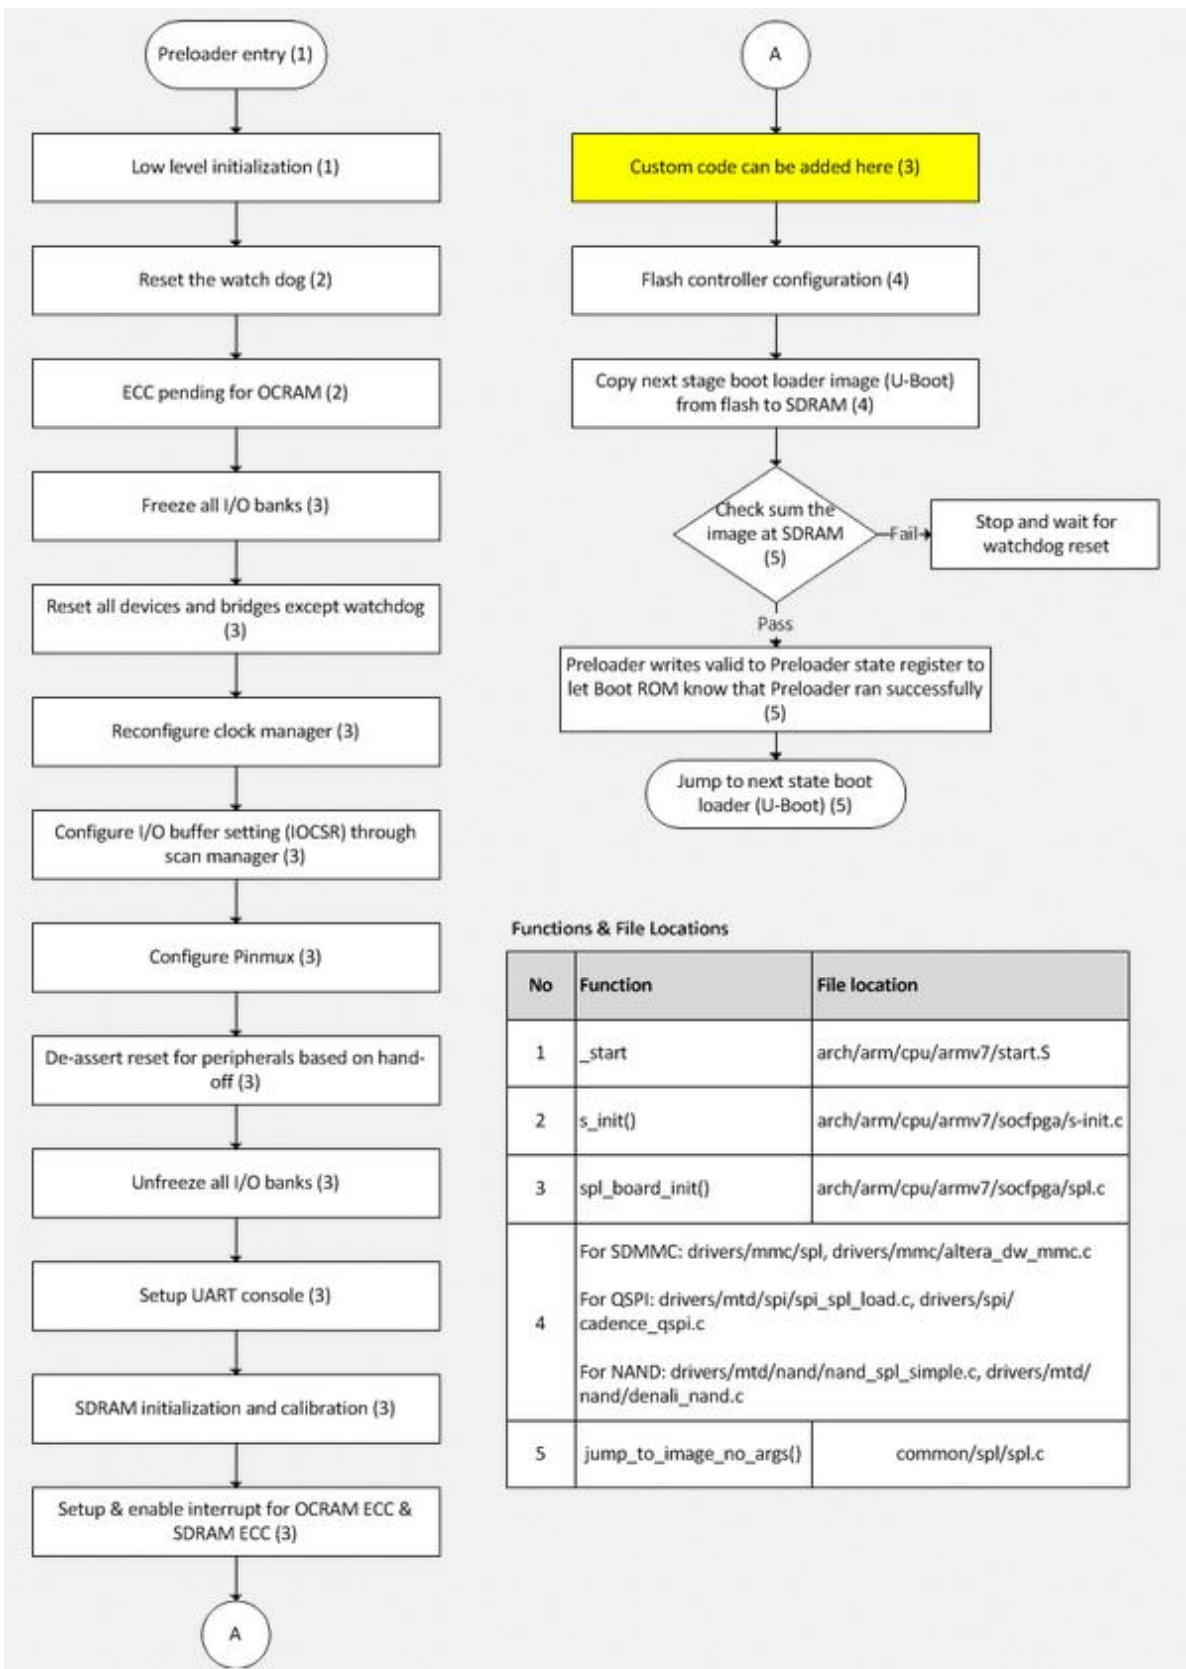 Preloader entry (1)
Low level initialization (1)
Reset the watch dog (2)
ECC pending for OCRAM (2)
Freeze all I/O banks (3)
Reset all devices and bridges except watchdog
(3)
Reconfigure clock manager (3)
Configure I/O buffer setting (IOCSR) through
scan manager (3)
Configure Pinmux (3)
De-assert reset for peripherals based on hand-
off (3)
Unfreeze all I/O banks (3)
Setup UART console (3)
SDRAM initialization and calibration (3)
Setup & enable interrupt for OCRAM ECC &
SDRAM ECC (3)
A
A
Custom code can be added here (3)
Flash controller configuration (4)
Copy next stage boot loader image (U-Boot)
from flash to SDRAM (4)
Check sum the
image at SDRAM
(5)
Fail
Stop and wait for
watchdog reset
Pass
Preloader writes valid to Preloader state register to
let Boot ROM know that Preloader ran successfully
(5)
Jump to next state boot
loader (U-Boot) (5)
Functions & File Locations
No Function File location
1 _start arch/arm/cpu/armv7/start.S
2 s_init() arch/arm/cpu/armv7/socfpga/s-init.c
3 spl_board_init() arch/arm/cpu/armv7/socfpga/spl.c
4
For SDMMC: drivers/mmc/spl, drivers/mmc/altera_dw_mmc.c
For QSPI: drivers/mtd/spi/spi_spl_load.c, drivers/spi/
cadence_qspi.c
For NAND: drivers/mtd/nand/nand_spl_simple.c, drivers/mtd/
nand/denali_nand.c
5 jump_to_image_no_args() common/spl/spl.c